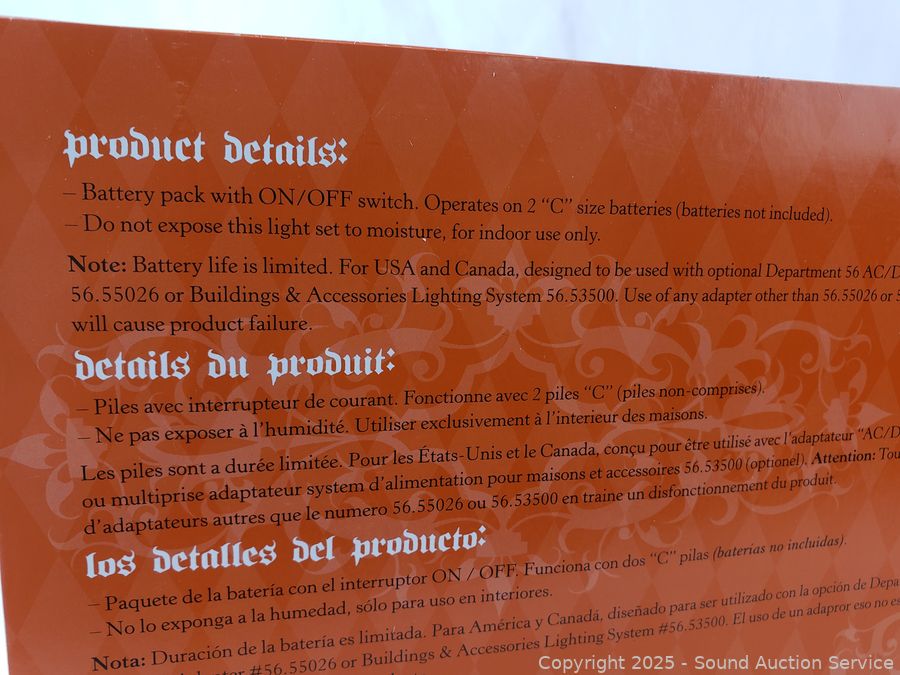 product details:
– Battery pack with ON/OFF switch. Operates on 2 “C” size batteries (batteries not included).
– Do not expose this light set to moisture, for indoor use only.
Note: Battery life is limited. For USA and Canada, designed to be used with optional Department 56 AC/D
56.55026 or Buildings & Accessories Lighting System 56.53500. Use of any adapter other than 56.55026 or
will cause product failure.
details du produit:
– Piles avec interrupteur de courant. Fonctionne avec 2 piles “C” (piles non-comprises).
– Ne pas exposer à l’humidité. Utiliser exclusivement à l’interieur des maisons.
Les piles sont a durée limitée. Pour les États-Unis et le Canada, conçu pour être utilisé avec l’adaptateur “AC/D
ou multiprise adaptateur system d’alimentation pour maisons et accessoires 56.53500 (optionel). Attention: Tou
d’adaptateurs autres que le numero 56.55026 ou 56.53500 en traine un disfonctionement du produit.
los detalles del producto:
– Paquete de la batería con el interruptor ON / OFF. Funciona con dos “C” pilas (baterías no incluidas).
– No lo exponga a la humedad, sólo para uso en interiores.
Nota: Duración de la batería es limitada. Para América y Canadá, diseñado para ser utilizado con la opción de Depa
#56.55026 or Buildings & Accessories Lighting System #56.53500. El uso de un adapror eso no es
Copyright 2025 - Sound Auction Service